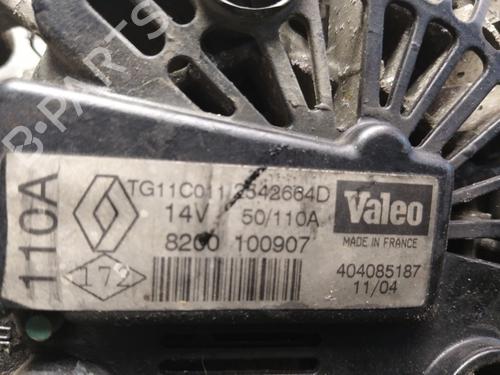 110A
TG11C011 2542664D
14V 50/110A
8200 100907
172
Valeo
MADE IN FRANCE
404085187
11/04
B-PARTS